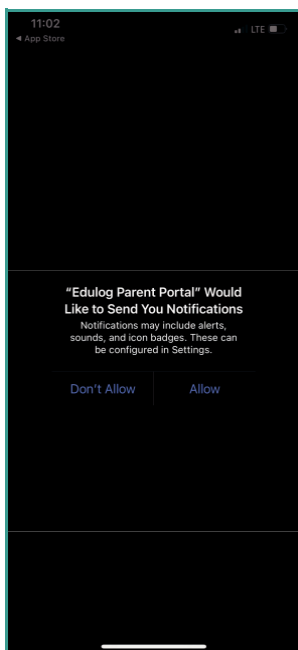 11:02
LTE
◄ App Store
“Edulog Parent Portal” Would
Like to Send You Notifications
Notifications may include alerts,
sounds, and icon badges. These can
be configured in Settings.
Don't Allow
Allow